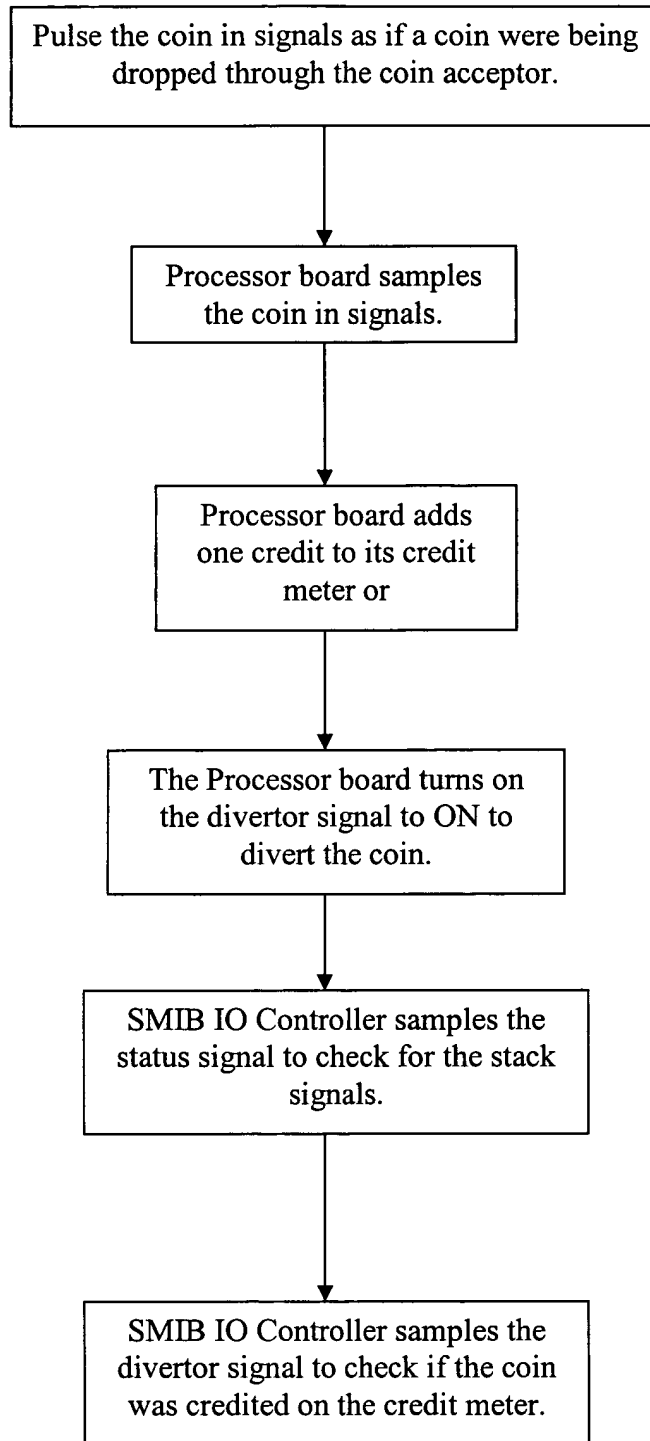 Pulse the coin in signals as if a coin were being
dropped through the coin acceptor.
Processor board samples
the coin in signals.
Processor board adds
one credit to its credit
meter or
The Processor board turns on
the divertor signal to ON to
divert the coin.
SMIB IO Controller samples the
status signal to check for the stack
signals.
SMIB IO Controller samples the
divertor signal to check if the coin
was credited on the credit meter.